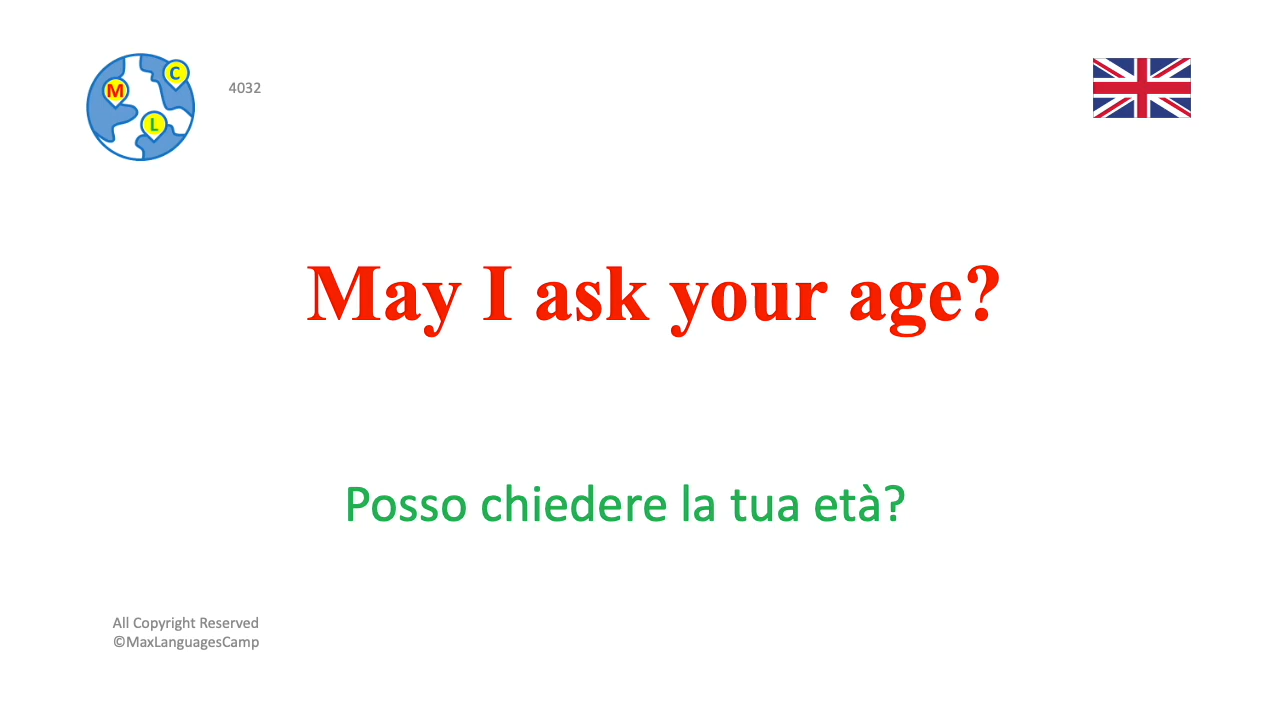 C
M
L
4032
May I ask your age?
Posso chiedere la tua età?
All Copyright Reserved
©MaxLanguagesCamp